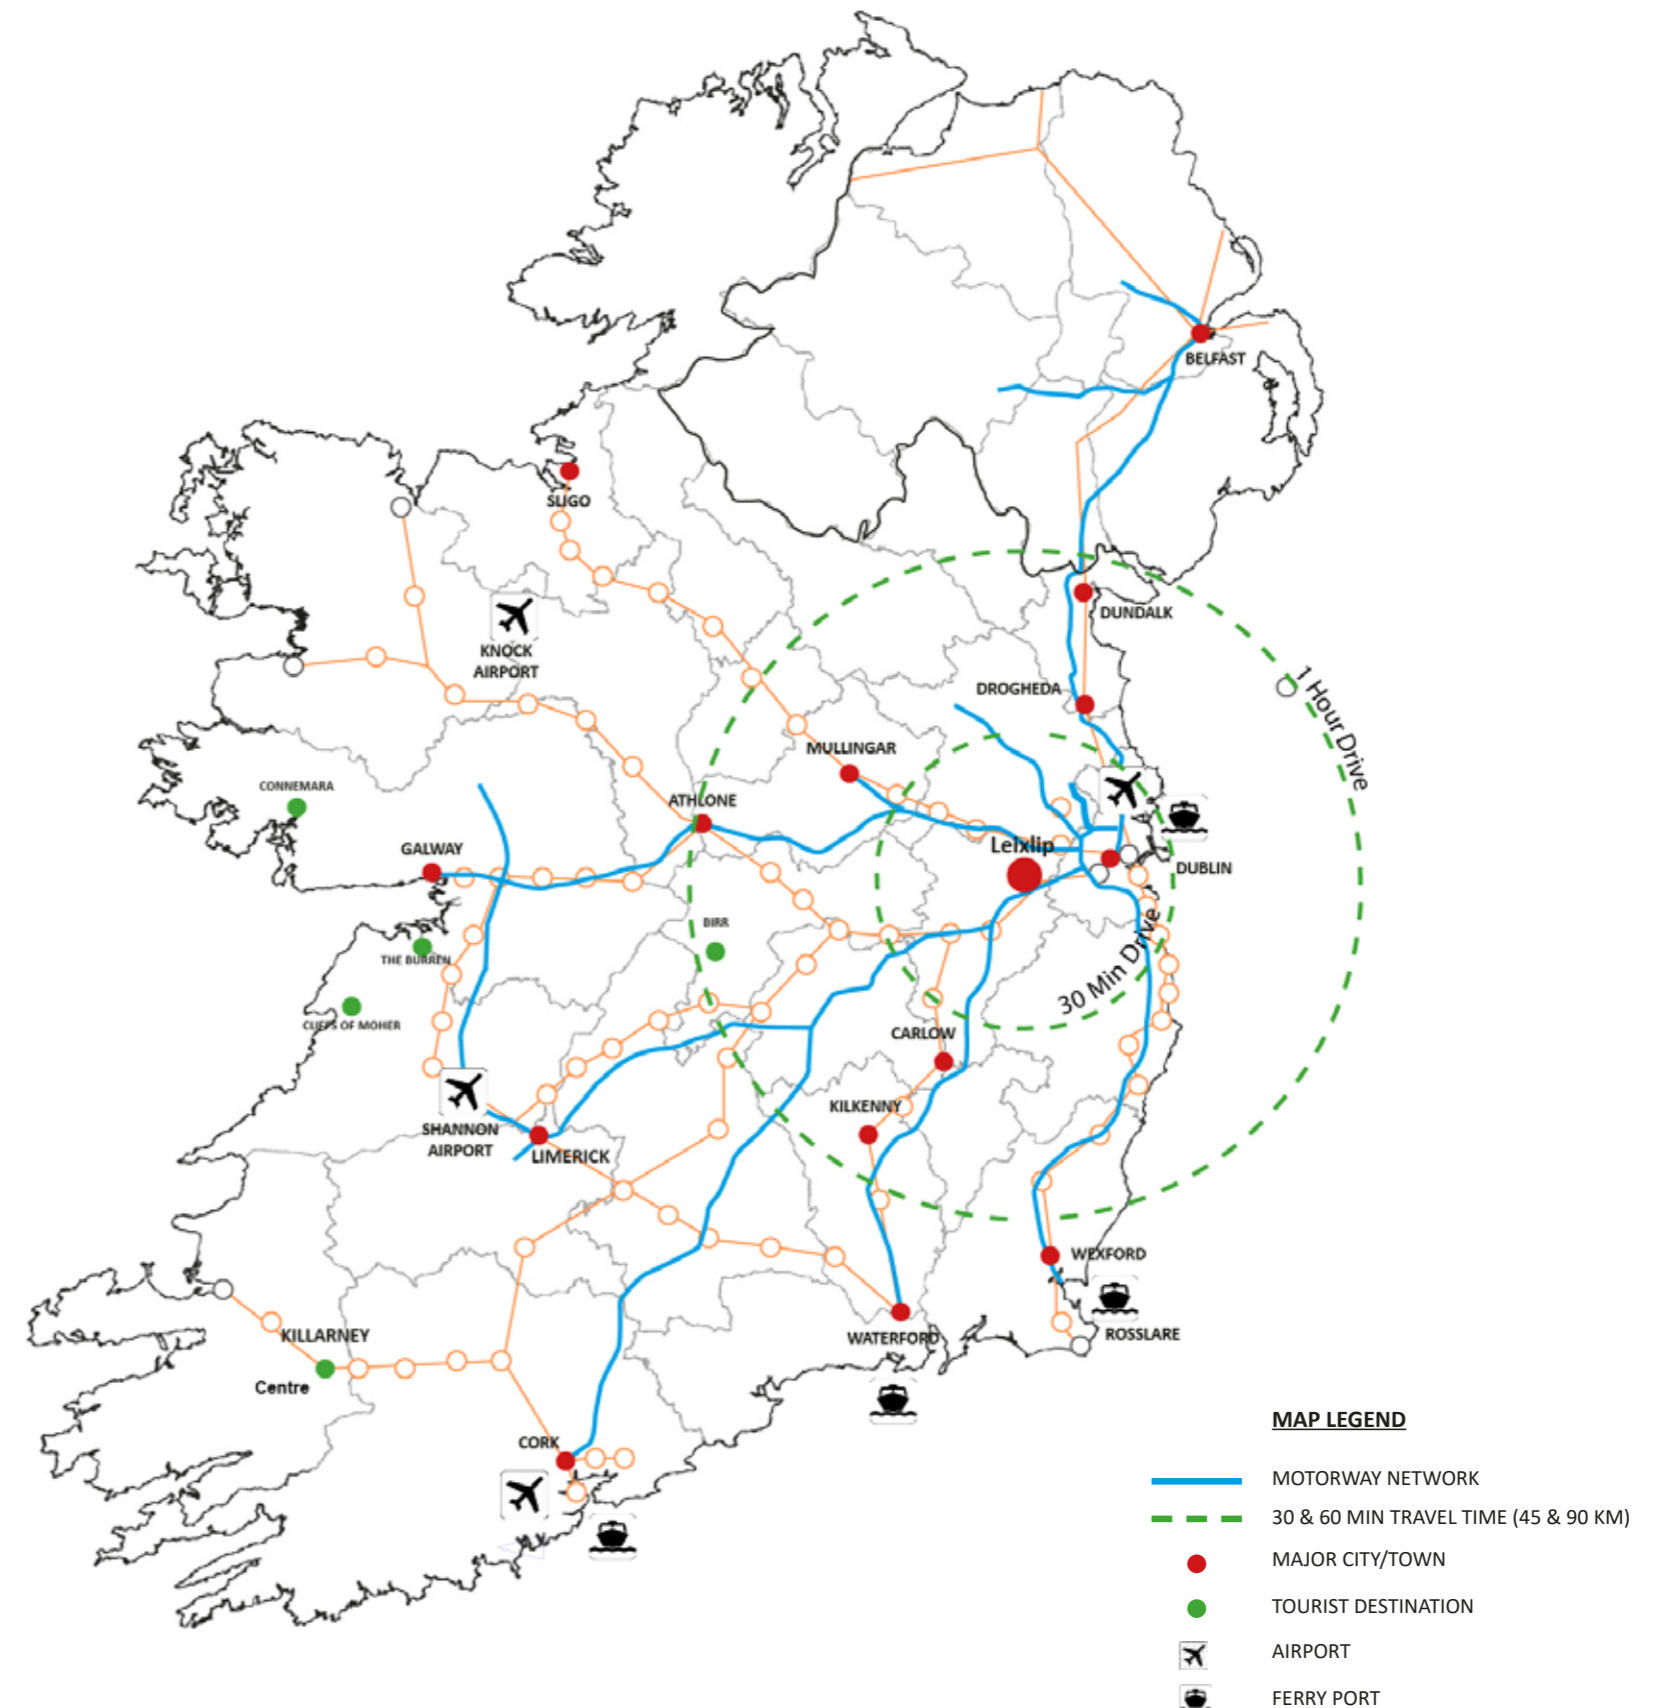 BELFAST
SLIGO
DUNDALK
KNOCK
AIRPORT
1 Hour Drive
DROGHEDA
MULLINGAR
CONNEMARA
ATHLONE
Leixlip
GALWAY
DUBLIN
BIRR
THE BURREN
30 Min Drive
CLIFFS OF MOHER
CARLOW
KILKENNY
SHANNON
AIRPORT
LIMERICK
WEXFORD
KILLARNEY
Centre
WATERFORD
ROSSLARE
CORK
MAP LEGEND
MOTORWAY NETWORK
30 & 60 MIN TRAVEL TIME (45 & 90 KM)
MAJOR CITY/TOWN
TOURIST DESTINATION
AIRPORT
FERRY PORT